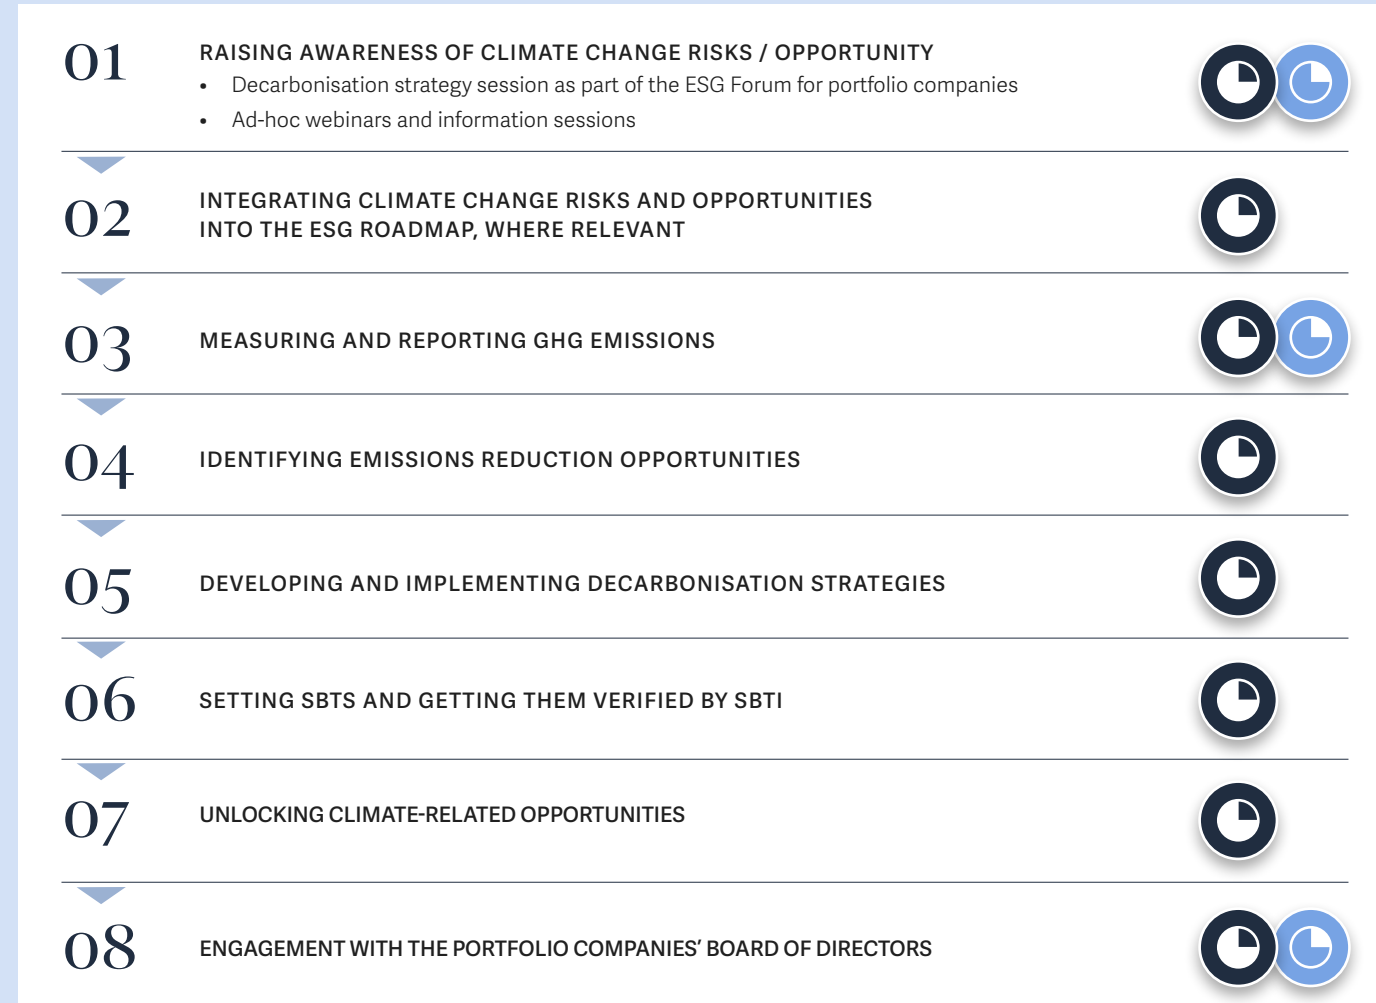 01
RAISING AWARENESS OF CLIMATE CHANGE RISKS / OPPORTUNITY
• Decarbonisation strategy session as part of the ESG Forum for portfolio companies
• Ad-hoc webinars and information sessions
02
INTEGRATING CLIMATE CHANGE RISKS AND OPPORTUNITIES
INTO THE ESG ROADMAP, WHERE RELEVANT
03
MEASURING AND REPORTING GHG EMISSIONS
04
IDENTIFYING EMISSIONS REDUCTION OPPORTUNITIES
05
DEVELOPING AND IMPLEMENTING DECARBONISATION STRATEGIES
06
SETTING SBTS AND GETTING THEM VERIFIED BY SBTI
07
UNLOCKING CLIMATE-RELATED OPPORTUNITIES
08
ENGAGEMENT WITH THE PORTFOLIO COMPANIES’ BOARD OF DIRECTORS